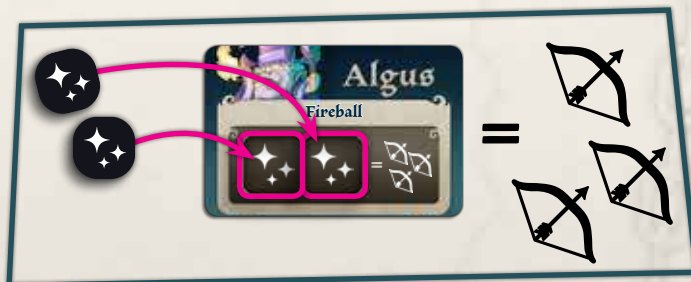 Algus
Fireball
=
=